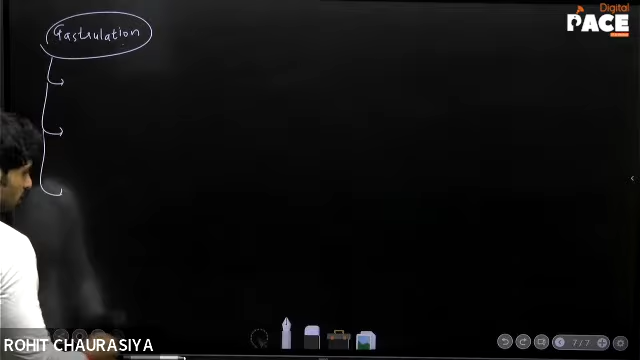 Digital
PACE
Gastrulation
7/7
ROHIT CHAURASIYA